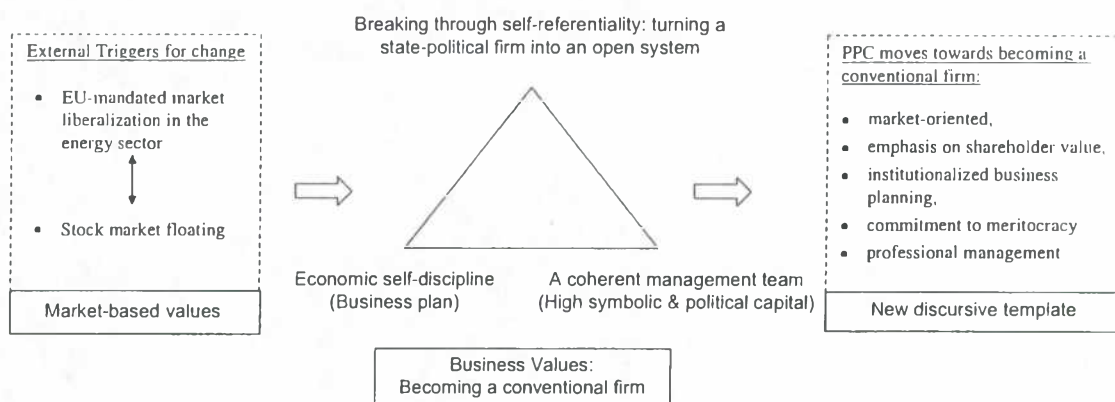 External Triggers for change
• EU-mandated market
liberalization in the
energy sector
• Stock market floating
Market-based values
Breaking through self-referentiality: turning a
state-political firm into an open system
Economic self-discipline
(Business plan)
A coherent management team
(High symbolic & political capital)
Business Values:
Becoming a conventional firm
PPC moves towards becoming a
conventional firm:
• market-oriented,
• emphasis on shareholder value,
• institutionalized business
planning,
• commitment to meritocracy
• professional management
New discursive template